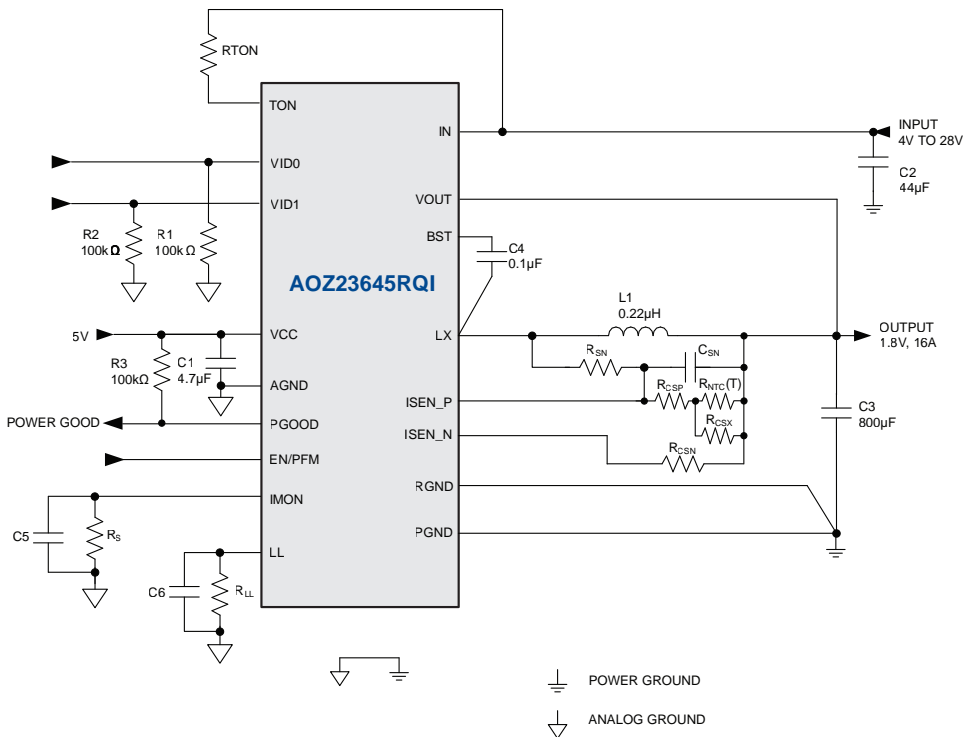 RTON
TON
IN
INPUT
4V TO 28V
C2
44µF
VID0
VID1
VOUT
R2
100kΩ
R1
100kΩ
BST
C4
0.1µF
AOZ23645RQI
L1
0.22µH
5V
VCC
LX
OUTPUT
1.8V, 16A
R3
100kΩ
C1
4.7µF
RSN
CSN
AGND
ISEN_P
RCSP
RNTC(T)
C3
800µF
POWER GOOD
PGOOD
ISEN_N
RCSX
RCSN
EN/PFM
RGND
IMON
C5
RS
PGND
LL
C6
RLL
POWER GROUND
ANALOG GROUND